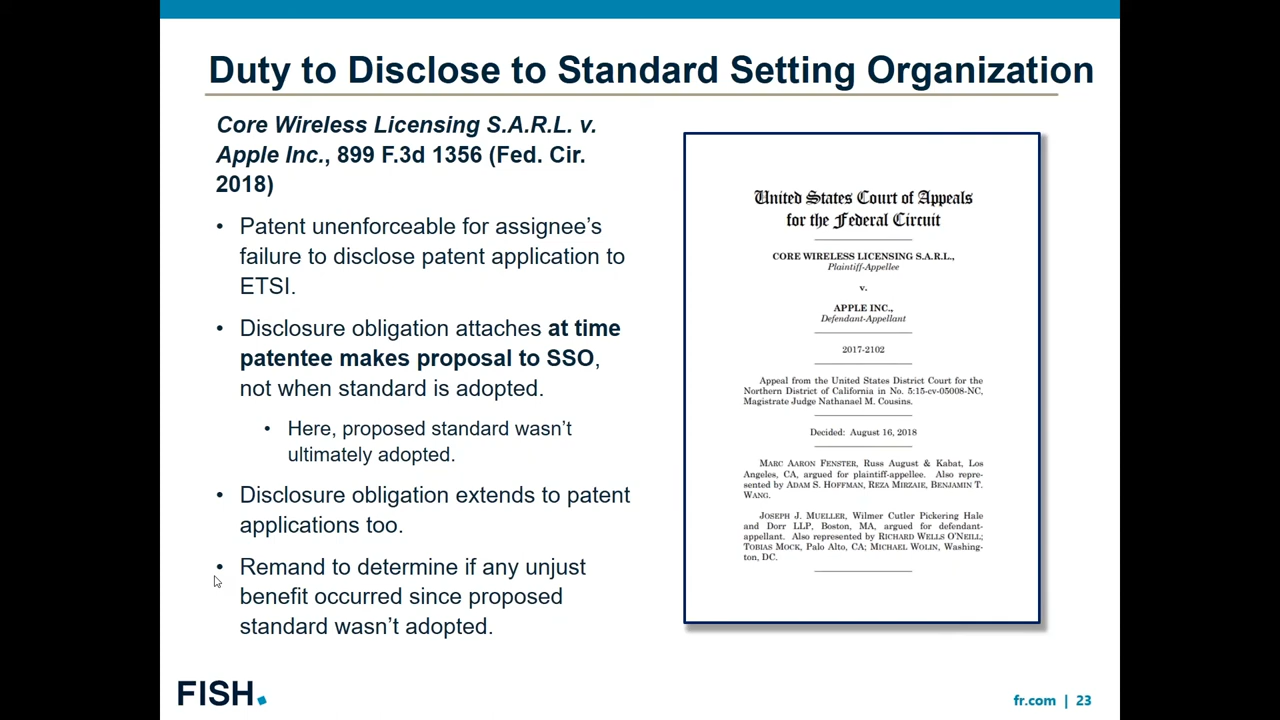 Duty to Disclose to Standard Setting Organization
Core Wireless Licensing S.A.R.L. v.
Apple Inc., 899 F.3d 1356 (Fed. Cir.
2018)
• Patent unenforceable for assignee’s
failure to disclose patent application to
ETSI.
• Disclosure obligation attaches at time
patentee makes proposal to SSO,
not when standard is adopted.
• Here, proposed standard wasn’t
ultimately adopted.
• Disclosure obligation extends to patent
applications too.
• Remand to determine if any unjust
benefit occurred since proposed
standard wasn’t adopted.
United States Court of Appeals
for the Federal Circuit
CORE WIRELESS LICENSING S.A.R.L.,
Plaintiff-Appellee
v.
APPLE INC.,
Defendant-Appellant
2017-2102
Appeal from the United States District Court for the
Northern District of California in No. 5:15-cv-05008-NC,
Magistrate Judge Nathanael M. Cousins.
Decided: August 16, 2018
MARC AARON FENSTER, Russ August & Kabat, Los
Angeles, CA, argued for plaintiff-appellee. Also repre-
sented by ADAM S. HOFFMAN, REZA MIRZAIE, BENJAMIN T.
WANG.
JOSEPH J. MUELLER, Wilmer Cutler Pickering Hale
and Dorr LLP, Boston, MA, argued for defendant-
appellant. Also represented by RICHARD WELLS O'NEILL;
TOBIAS MOCK, Palo Alto, CA; MICHAEL WOLIN, Washing-
ton, DC.
FISH.
fr.com | 23